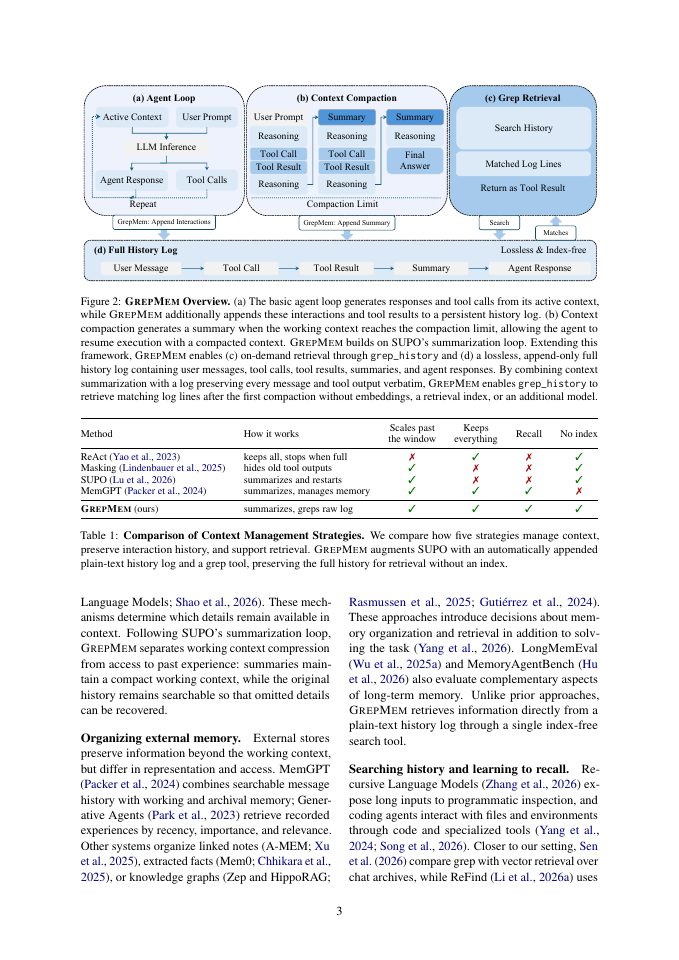 (a) Agent Loop
Active Context
User Prompt
LLM Inference
Agent Response
Tool Calls
Repeat
(b) Context Compaction
User Prompt
Summary
Summary
Reasoning
Reasoning
Reasoning
Tool Call
Tool Call
Final
Answer
Tool Result
Tool Result
Reasoning
Reasoning
Compaction Limit
(c) Grep Retrieval
Search History
Matched Log Lines
Return as Tool Result
GrepMem: Append Interactions
GrepMem: Append Summary
Search
Matches
(d) Full History Log
Lossless & Index-free
User Message
Tool Call
Tool Result
Summary
Agent Response
Figure 2: GREPMEM Overview. (a) The basic agent loop generates responses and tool calls from its active context,
while GREPMEM additionally appends these interactions and tool results to a persistent history log. (b) Context
compaction generates a summary when the working context reaches the compaction limit, allowing the agent to
resume execution with a compacted context. GREPMEM builds on SUPO's summarization loop. Extending this
framework, GREPMEM enables (c) on-demand retrieval through grep_history and (d) a lossless, append-only full
history log containing user messages, tool calls, tool results, summaries, and agent responses. By combining context
summarization with a log preserving every message and tool output verbatim, GREPMEM enables grep_history to
retrieve matching log lines after the first compaction without embeddings, a retrieval index, or an additional model.
Method How it works Scales past the window Keeps everything Recall No index
ReAct (Yao et al., 2023) keeps all, stops when full ✗ ✓ ✗ ✓
Masking (Lindenbauer et al., 2025) hides old tool outputs ✓ ✗ ✗ ✓
SUPO (Lu et al., 2026) summarizes and restarts ✓ ✗ ✗ ✓
MemGPT (Packer et al., 2024) summarizes, manages memory ✓ ✓ ✓ ✗
GREPMEM (ours) summarizes, greps raw log ✓ ✓ ✓ ✓
Table 1: Comparison of Context Management Strategies. We compare how five strategies manage context,
preserve interaction history, and support retrieval. GREPMEM augments SUPO with an automatically appended
plain-text history log and a grep tool, preserving the full history for retrieval without an index.
Language Models; Shao et al., 2026). These mech-
anisms determine which details remain available in
context. Following SUPO's summarization loop,
GREPMEM separates working context compression
from access to past experience: summaries main-
tain a compact working context, while the original
history remains searchable so that omitted details
can be recovered.
Organizing external memory. External stores
preserve information beyond the working context,
but differ in representation and access. MemGPT
(Packer et al., 2024) combines searchable message
history with working and archival memory; Gener-
ative Agents (Park et al., 2023) retrieve recorded
experiences by recency, importance, and relevance.
Other systems organize linked notes (A-MEM; Xu
et al., 2025), extracted facts (Mem0; Chhikara et al.,
2025), or knowledge graphs (Zep and HippoRAG;
Rasmussen et al., 2025; Gutiérrez et al., 2024).
These approaches introduce decisions about mem-
ory organization and retrieval in addition to solv-
ing the task (Yang et al., 2026). LongMemEval
(Wu et al., 2025a) and MemoryAgentBench (Hu
et al., 2026) also evaluate complementary aspects
of long-term memory. Unlike prior approaches,
GREPMEM retrieves information directly from a
plain-text history log through a single index-free
search tool.
Searching history and learning to recall. Re-
cursive Language Models (Zhang et al., 2026) ex-
pose long inputs to programmatic inspection, and
coding agents interact with files and environments
through code and specialized tools (Yang et al.,
2024; Song et al., 2026). Closer to our setting, Sen
et al. (2026) compare grep with vector retrieval over
chat archives, while ReFind (Li et al., 2026a) uses
3